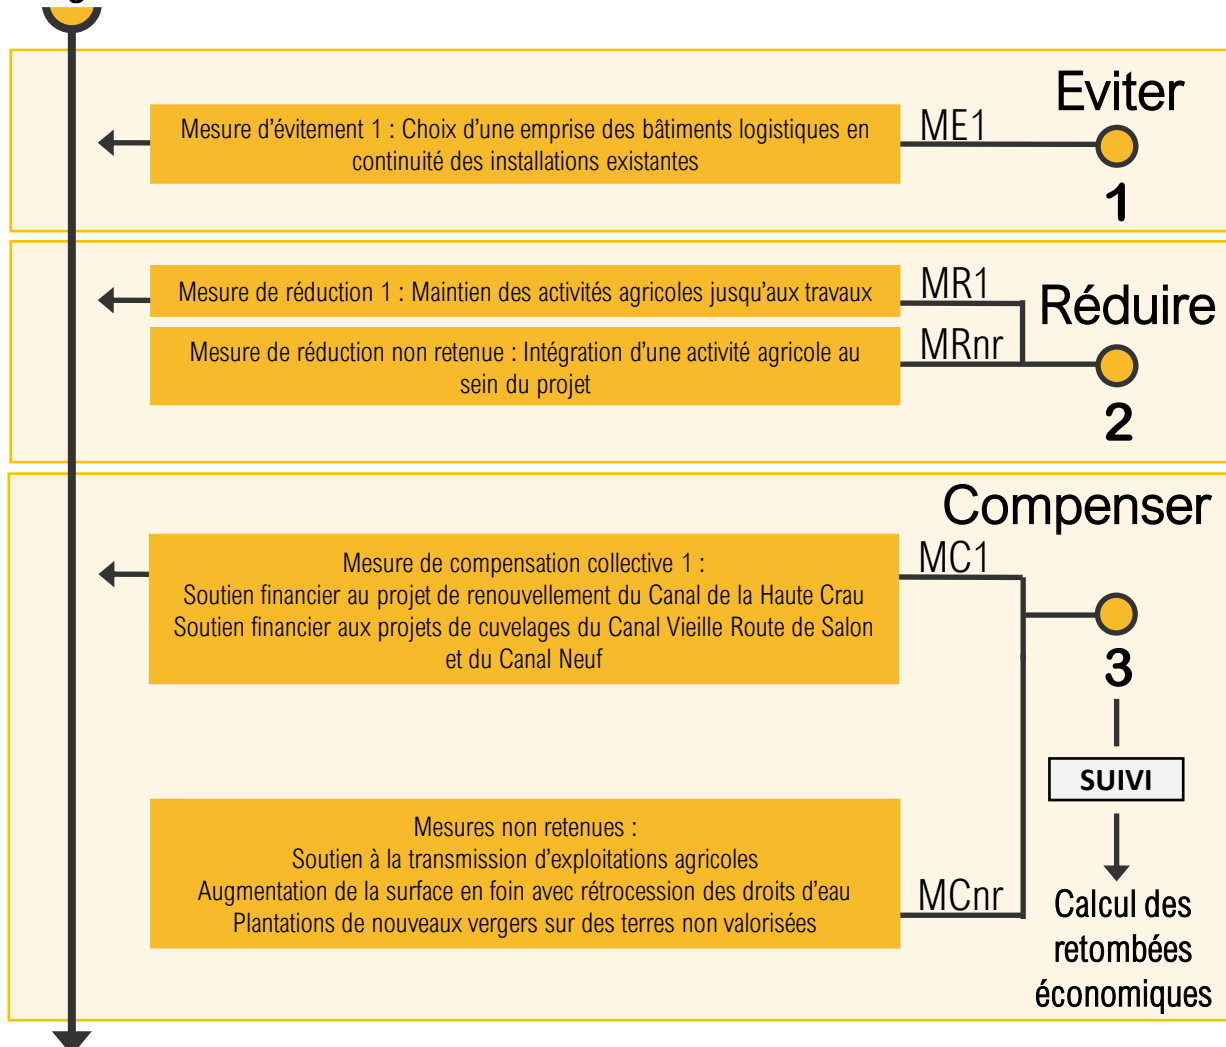 Eviter
Mesure d'évitement 1 : Choix d'une emprise des bâtiments logistiques en
continuité des installations existantes
ME1
1
Mesure de réduction 1 : Maintien des activités agricoles jusqu'aux travaux
MR1
Réduire
Mesure de réduction non retenue : Intégration d'une activité agricole au
sein du projet
MRnr
2
Compenser
Mesure de compensation collective 1 :
Soutien financier au projet de renouvellement du Canal de la Haute Crau
Soutien financier aux projets de cuvelages du Canal Vieille Route de Salon
et du Canal Neuf
MC1
3
SUIVI
Mesures non retenues :
Soutien à la transmission d'exploitations agricoles
Augmentation de la surface en foin avec rétrocession des droits d'eau
Plantations de nouveaux vergers sur des terres non valorisées
MCnr
Calcul des
retombées
économiques